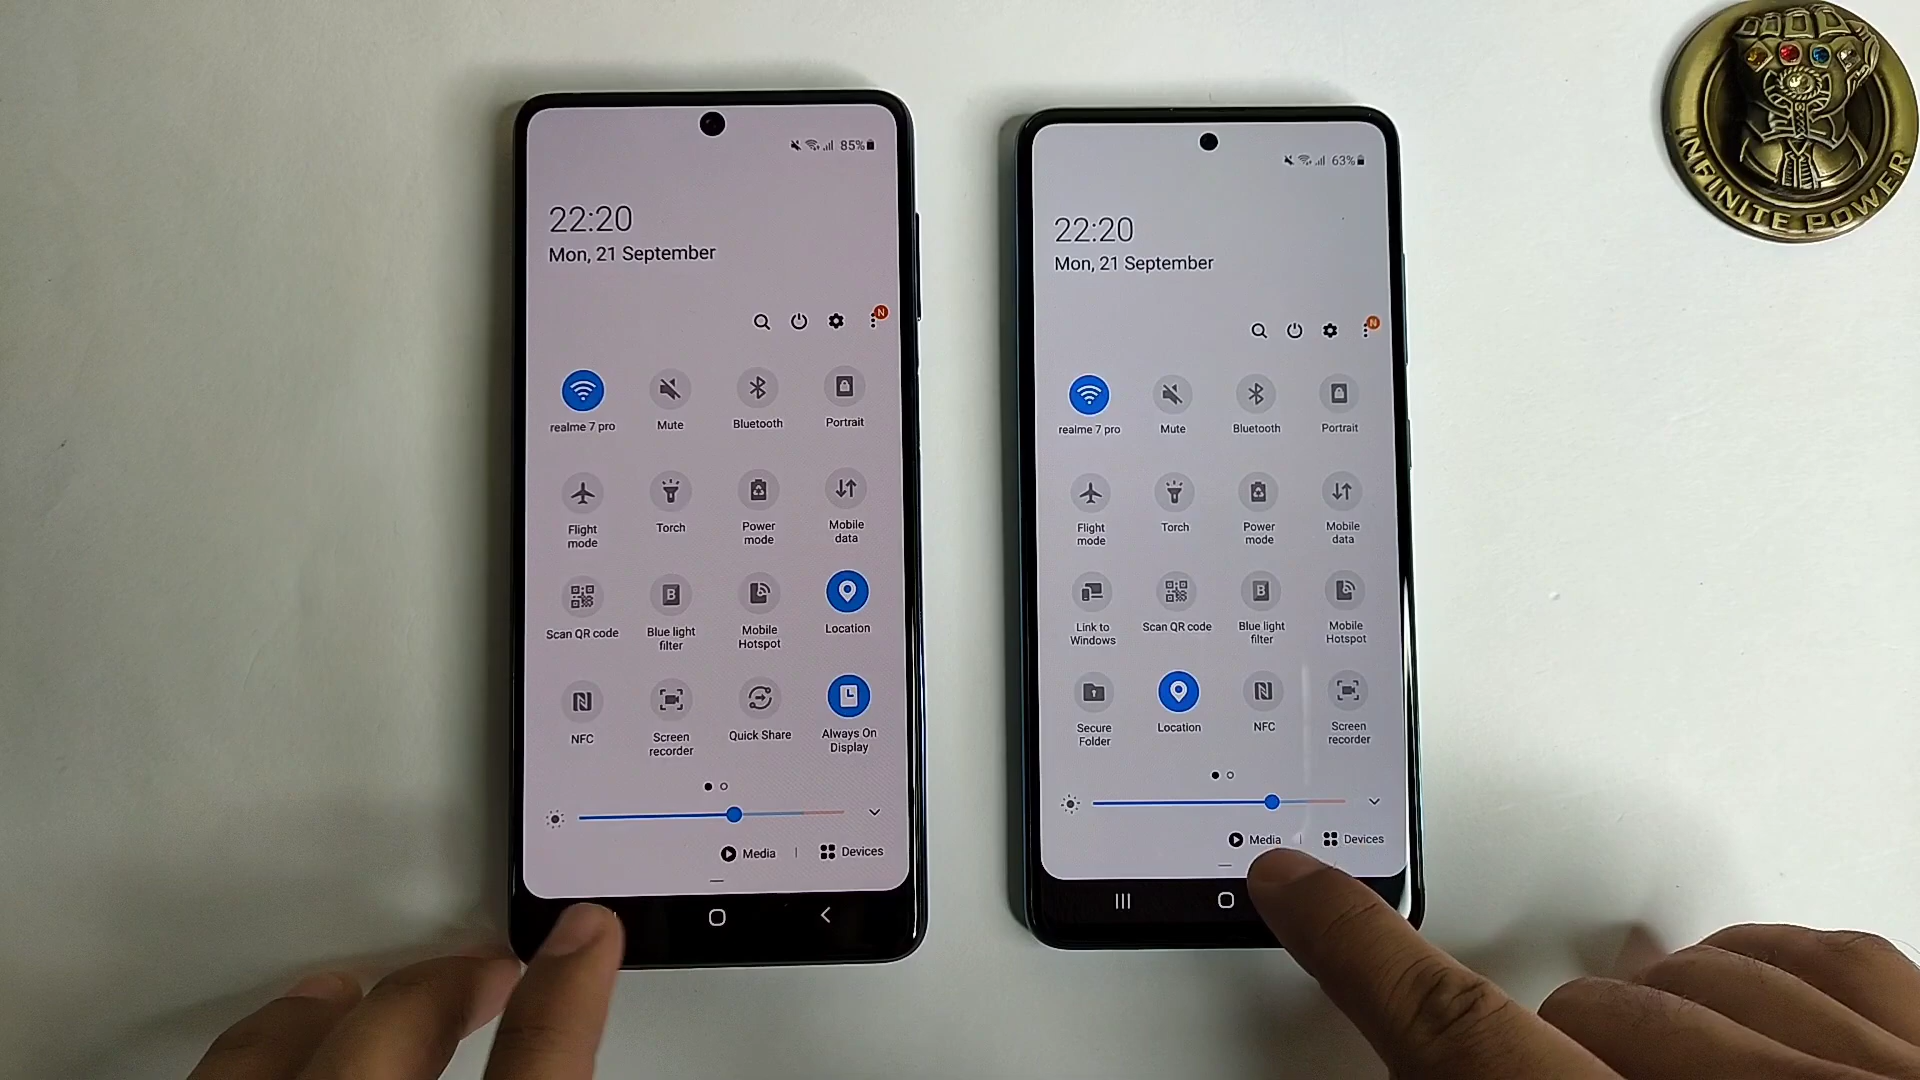 85%
22:20
Mon, 21 September
N
realme 7 pro
Mute
Bluetooth
Portrait
Flight
mode
Torch
Power
mode
Mobile
data
Scan QR code
B
Blue light
filter
Mobile
Hotspot
Location
NFC
Screen
recorder
Quick Share
Always On
Display
Media
Devices
63%
22:20
Mon, 21 September
N
realme 7 pro
Mute
Bluetooth
Portrait
Flight
mode
Torch
Power
mode
Mobile
data
Link to
Windows
Scan QR code
B
Blue light
filter
Mobile
Hotspot
Secure
Folder
Location
NFC
Screen
recorder
Media
Devices
INFINITE POWER